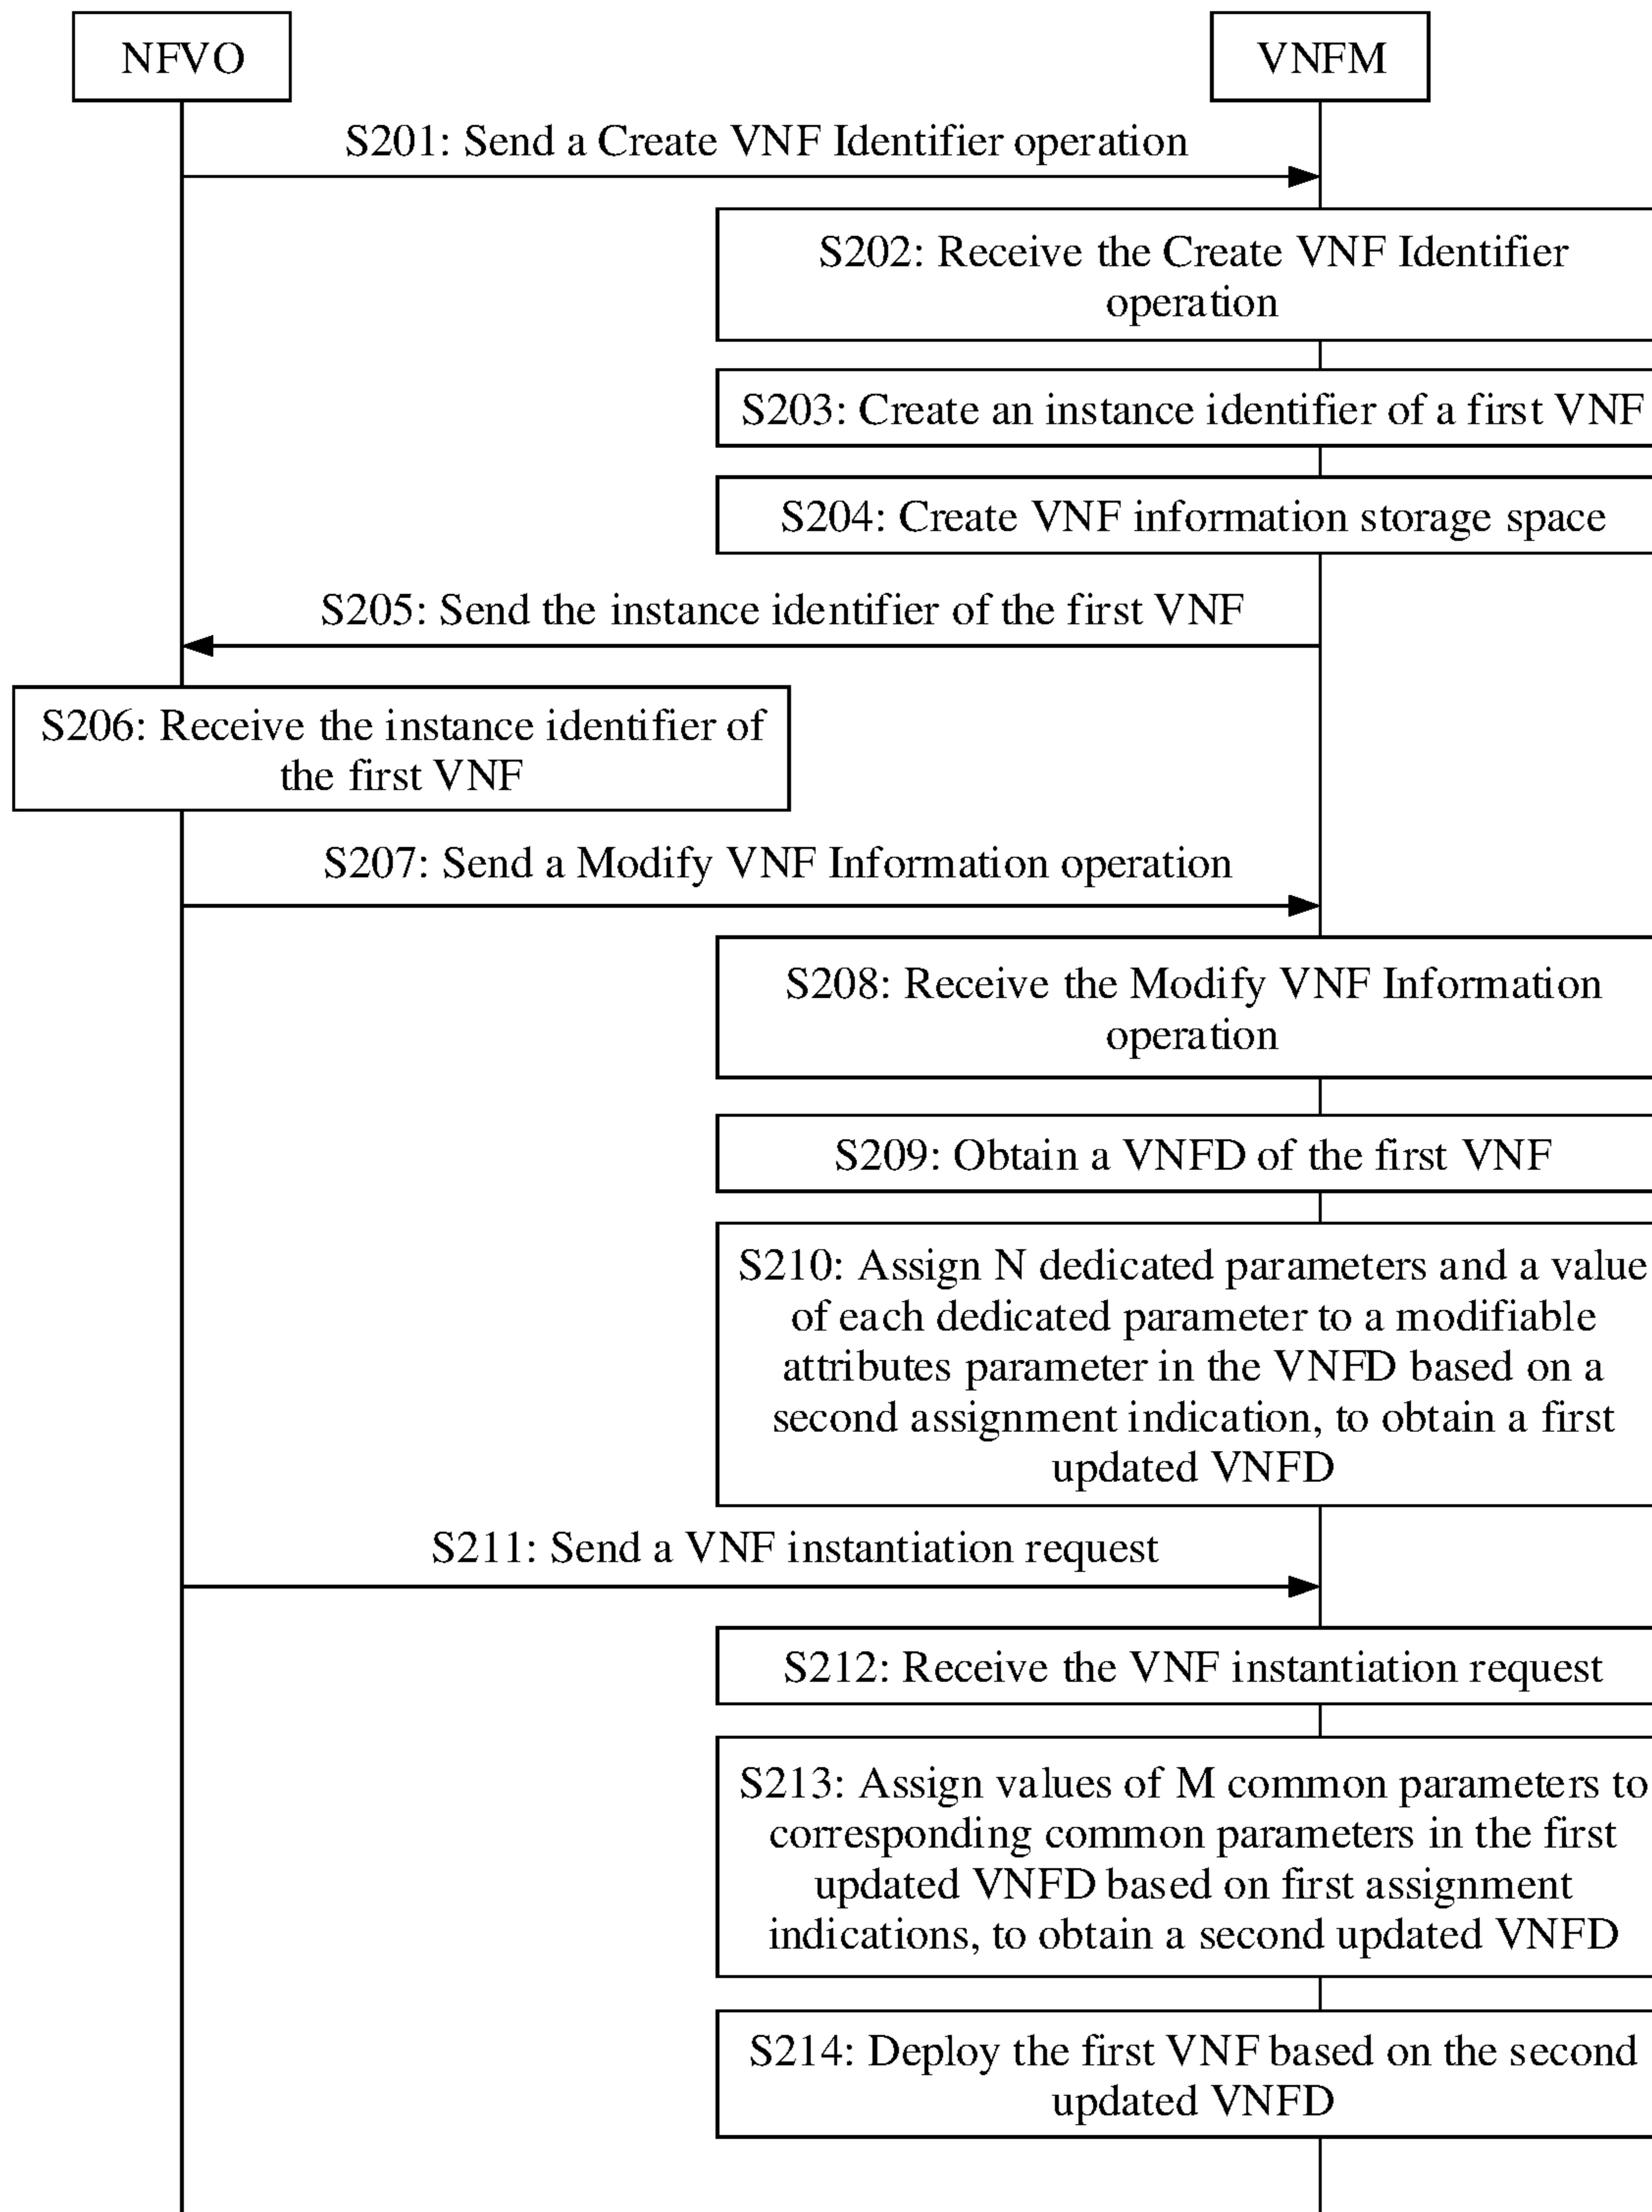 NFVO
VNFM
S201: Send a Create VNF Identifier operation
S202: Receive the Create VNF Identifier
operation
S203: Create an instance identifier of a first VNF
S204: Create VNF information storage space
S205: Send the instance identifier of the first VNF
S206: Receive the instance identifier of
the first VNF
S207: Send a Modify VNF Information operation
S208: Receive the Modify VNF Information
operation
S209: Obtain a VNFD of the first VNF
S210: Assign N dedicated parameters and a value
of each dedicated parameter to a modifiable
attributes parameter in the VNFD based on a
second assignment indication, to obtain a first
updated VNFD
S211: Send a VNF instantiation request
S212: Receive the VNF instantiation request
S213: Assign values of M common parameters to
corresponding common parameters in the first
updated VNFD based on first assignment
indications, to obtain a second updated VNFD
S214: Deploy the first VNF based on the second
updated VNFD